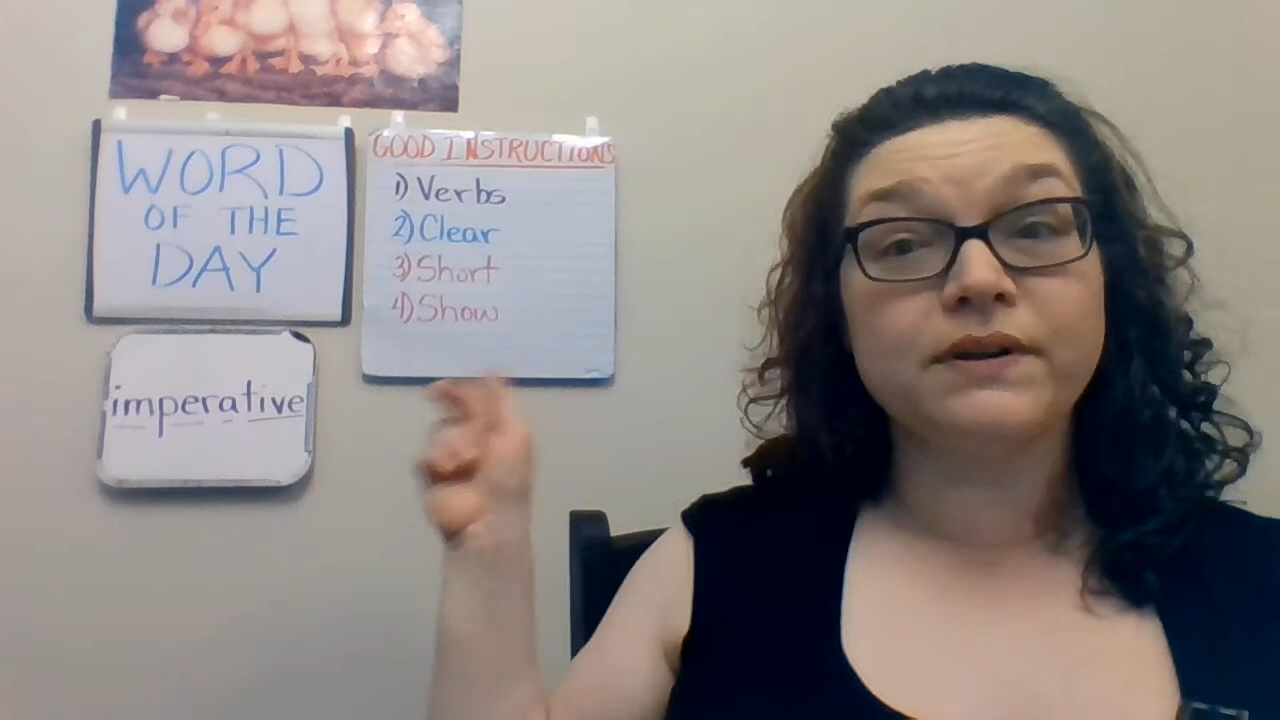 WORD
OF THE
DAY
imperative
GOOD INSTRUCTIONS
1) Verbs
2) Clear
3) Short
4) Show